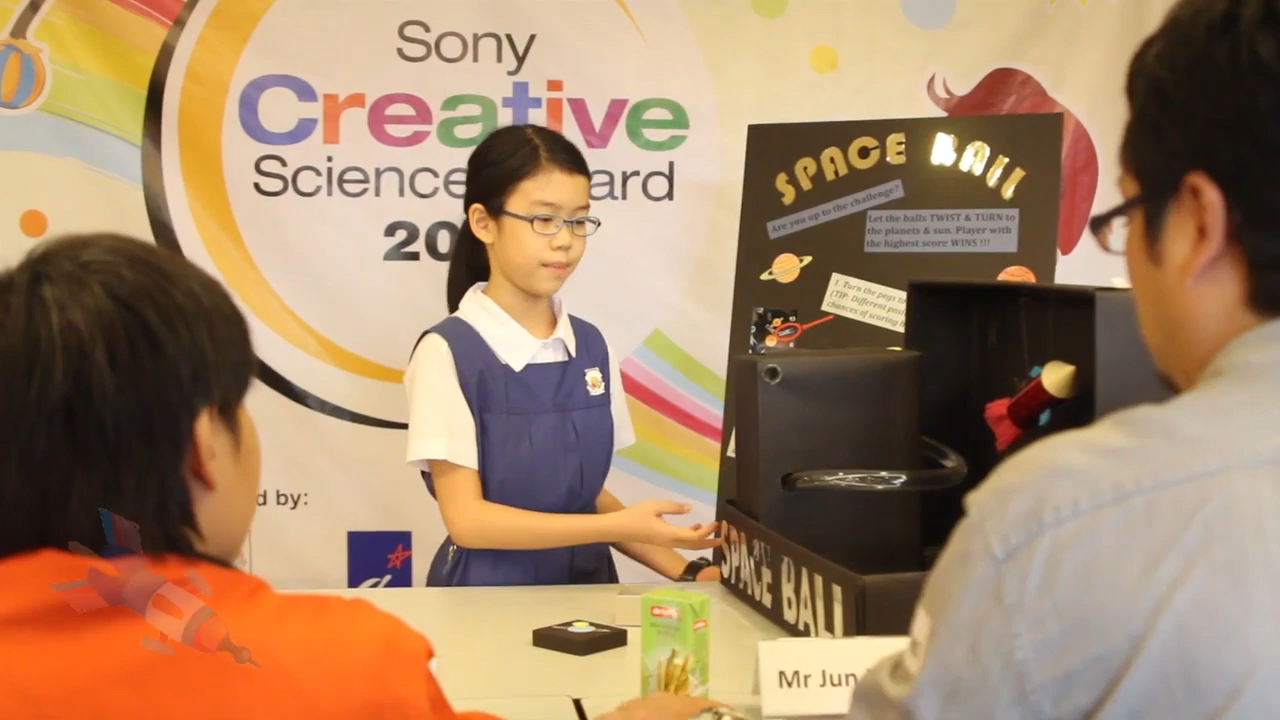 Sony
Creative
Science ard
20
d by:
SPACE BALL
Are you up to the challenge?
Let the balls TWIST & TURN to
the planets & sun. Player with
the highest score WINS !!!
1. Turn the pegs to
(TIP: Different
chances of scoring
SPACE BALL
Mr Jun